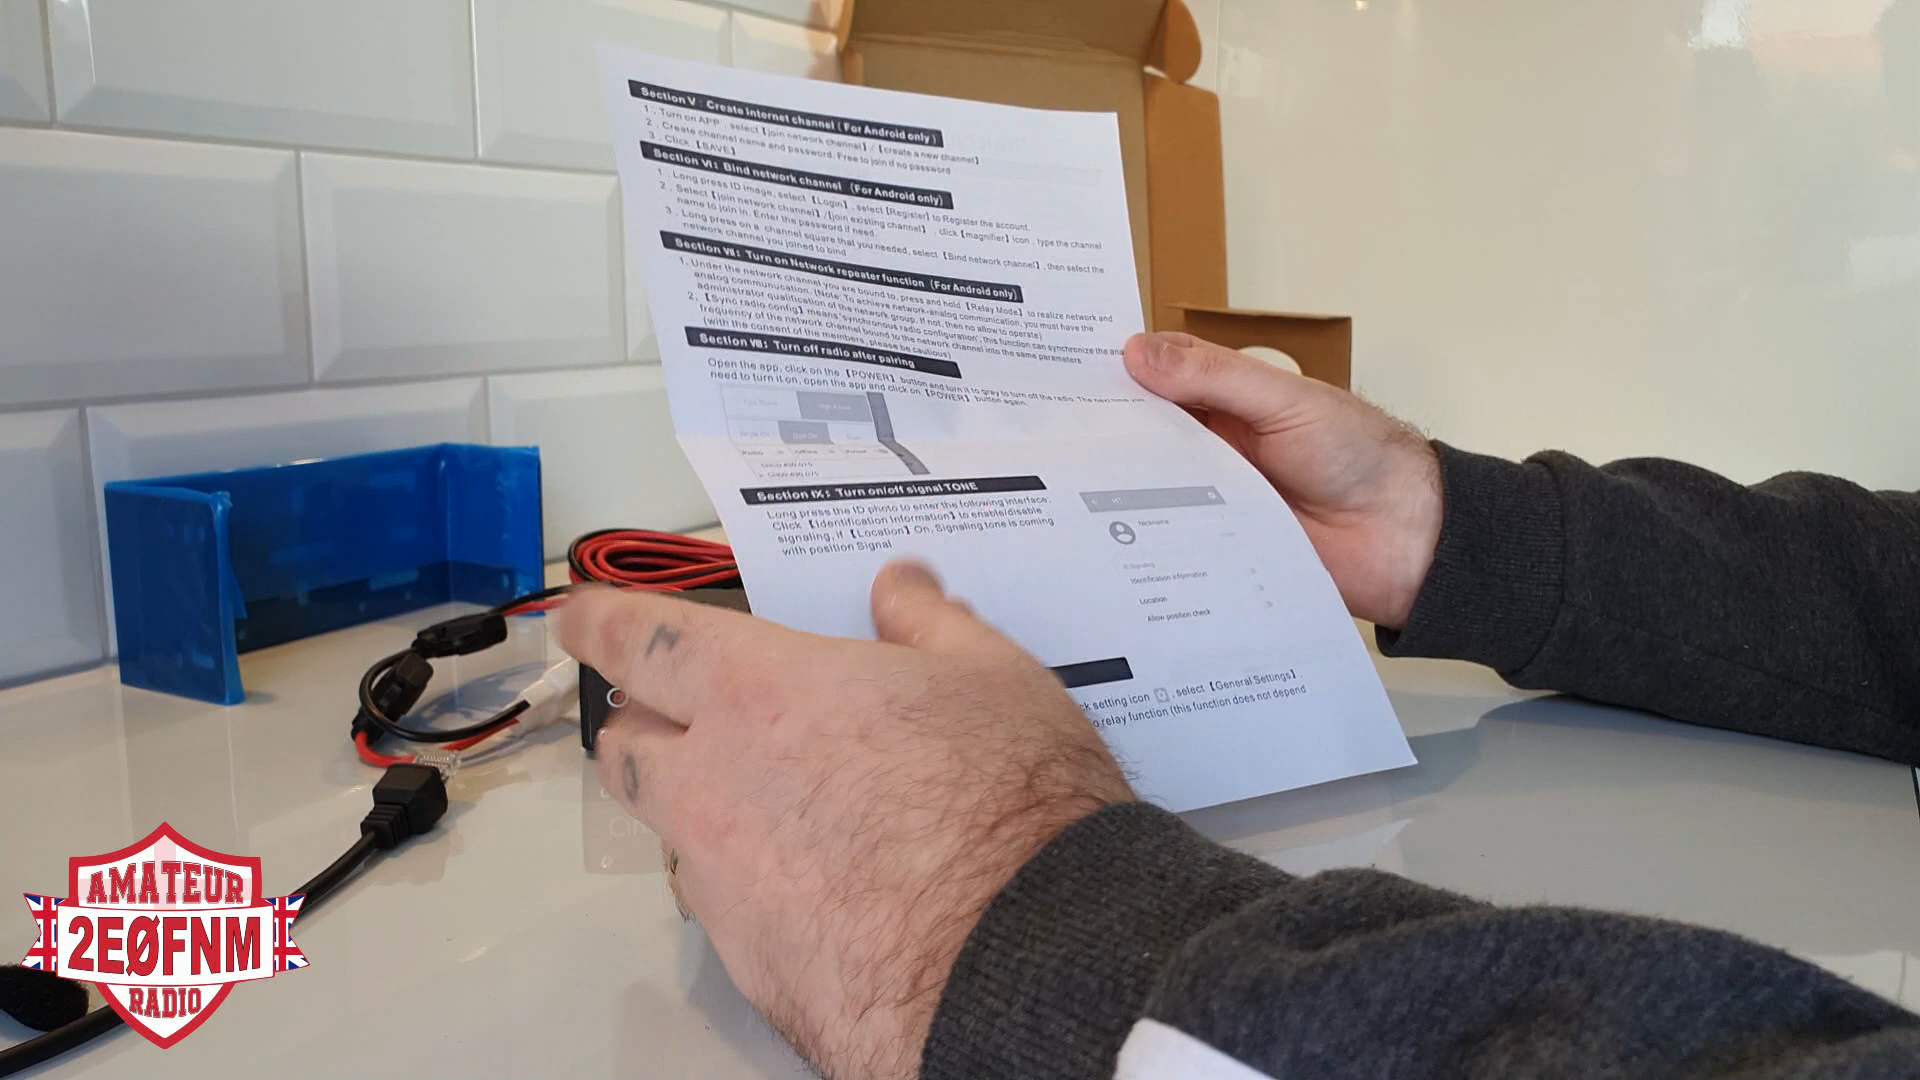 Section V : Create internet channel ( For Android only )
1 . Turn on APP , select 【join network channel】 / 【create a new channel】
2 . Create channel name and password. Free to join if no password
3 . Click 【SAVE】
Section VI: Bind network channel (For Android only)
1 . Long press ID image, select 【Login】 , select 【Register】 to Register the account.
2 . Select 【join network channel】 /【join existing channel】 , click 【magnifier】 icon , type the channel
name to join in. Enter the password if need.
3 . Long press on a channel square that you needed, select 【Bind network channel】 , then select the
network channel you joined to bind
Section VII: Turn on Network repeater function (For Android only)
1. Under the network channel you are bound to, press and hold 【Relay Mode】 to realize network and
analog communication. (Note: To achieve network-analog communication, you must have the
administrator qualification of the network group. If not, then no allow to operate)
2, 【Sync radio config】 means "synchronous radio configuration", this function can synchronize the ana
frequency of the network channel bound to the network channel into the same parameters
(with the consent of the members, please be cautious)
Section VIII: Turn off radio after pairing
Open the app, click on the 【POWER】 button and turn it to grey to turn off the radio. The next time you
need to turn it on, open the app and click on 【POWER】 button again.
High Power
Section IX: Turn on/off signal TONE
Long press the ID photo to enter the following interface.
Click 【Identification Information】 to enable/disable
signaling, if 【Location】 On, Signaling tone is coming
with position Signal
Nickname
ID Signaling
Identification information
Location
Allow position check
ck setting icon , select 【General Settings】 .
o relay function (this function does not depend
AMATEUR
2EØFNM
RADIO